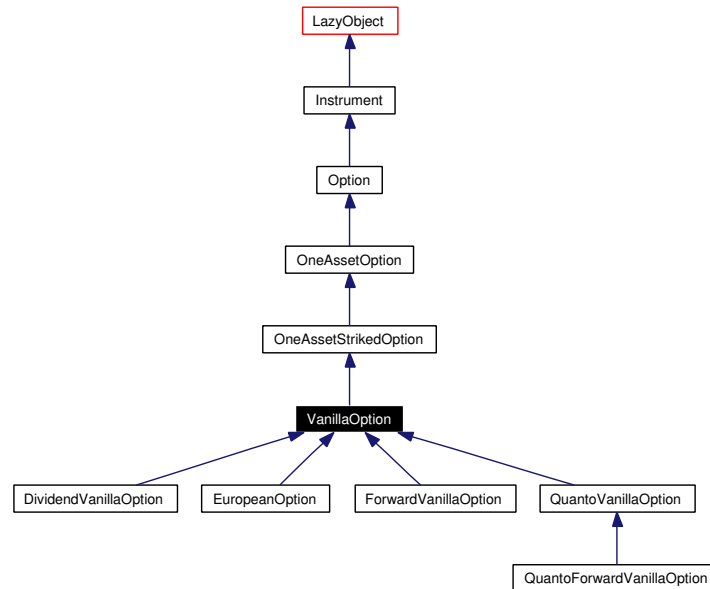 LazyObject
Instrument
Option
OneAssetOption
OneAssetStrikedOption
VanillaOption
DividendVanillaOption
EuropeanOption
ForwardVanillaOption
QuantoVanillaOption
QuantoForwardVanillaOption